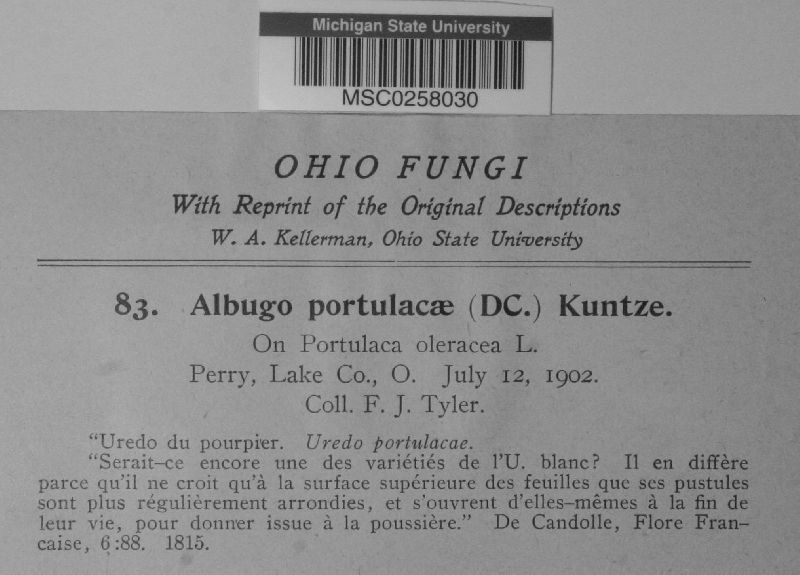 Michigan State University
MSC0258030
OHIO FUNGI
With Reprint of the Original Descriptions
W. A. Kellerman, Ohio State University
83. Albugo portulacæ (DC.) Kuntze.
On Portulaca oleracea L.
Perry, Lake Co., O. July 12, 1902.
Coll. F. J. Tyler.
“Uredo du pourpier. Uredo portulacae.
“Serait-ce encore une des variétiés de l'U. blanc? Il en diffère
parce qu'il ne croit qu'à la surface supérieure des feuilles que ses pustules
sont plus régulièrement arrondies, et s'ouvrent d'elles-mêmes à la fin de
leur vie, pour donner issue à la poussière.” De Candolle, Flore Fran-
caise, 6:88. 1815.